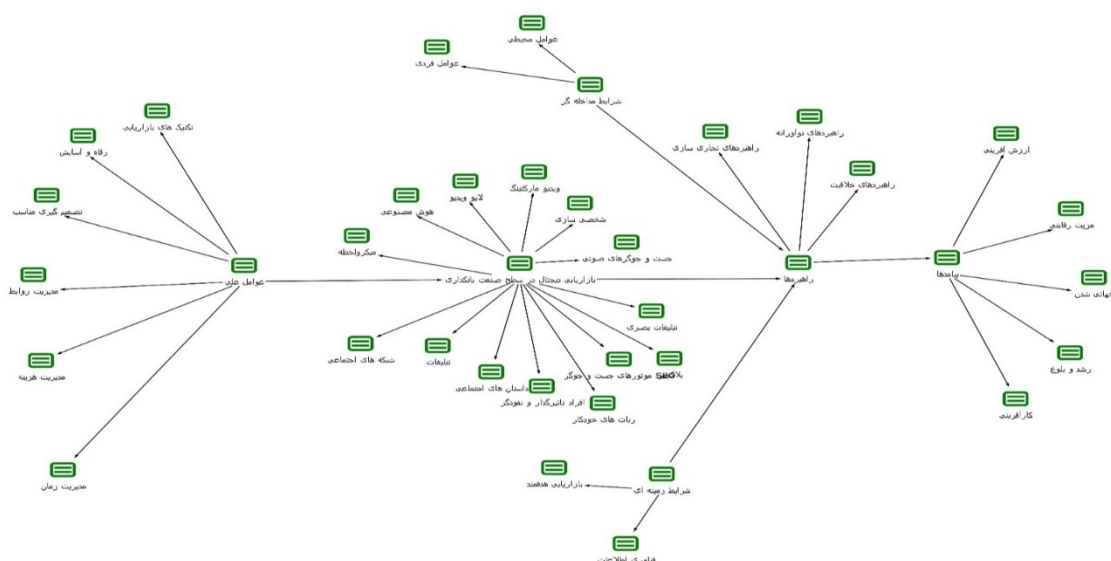 عوامل محیطی
عوامل فردی
شرایط مداخله گر
تکنیک های بازاریابی
رفاه و اسایش
تصمیم گیری مناسب
مدیریت روابط
مدیریت هزینه
مدیریت زمان
عوامل علی
ویدیو مارکتینگ
لایو ویدیو
هوش مصنوعی
شخصی سازی
میکرولحظه
جست و جوگرهای صوتی
بازاریابی دیجیتال در سطح صنعت بانکداری
شبکه های اجتماعی
تبلیغات
داستان های اجتماعی
افراد تاثیرگذار و نفوذگر
ربات های خودکار
موتورهای جست و جوگر
تبلیغات بصری
راهبردهای تجاری سازی
راهبردهای نوآورانه
راهبردهای خلاقیت
راهبردها
ارزش آفرینی
مزیت رقابتی
جهانی شدن
رشد و بلوغ
کارآفرینی
پیامدها
شرایط زمینه ای
بازاریابی هدفمند